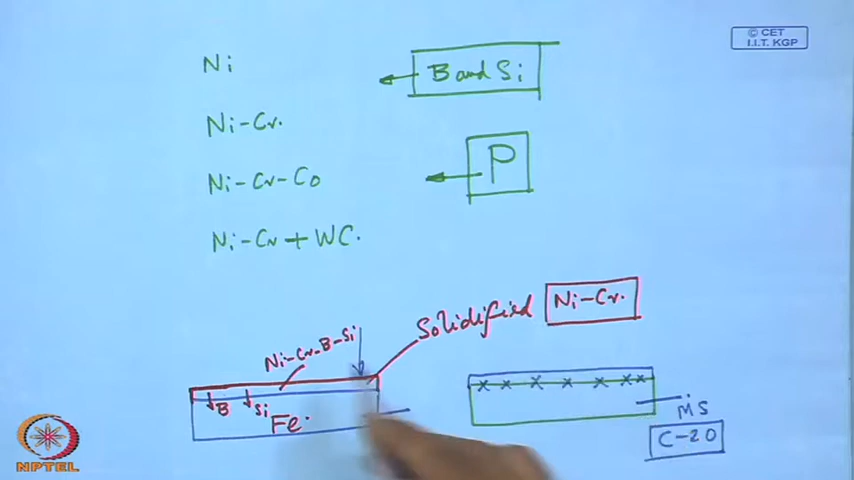 © CET
I.I.T. KGP
Ni
B and Si
Ni-Cr.
P
Ni-Cr-Co
Ni-Cr+WC.
Solidified Ni-Cr.
Ni-Cr-B-Si
B Si
Fe.
MS
C-20
NPTEL